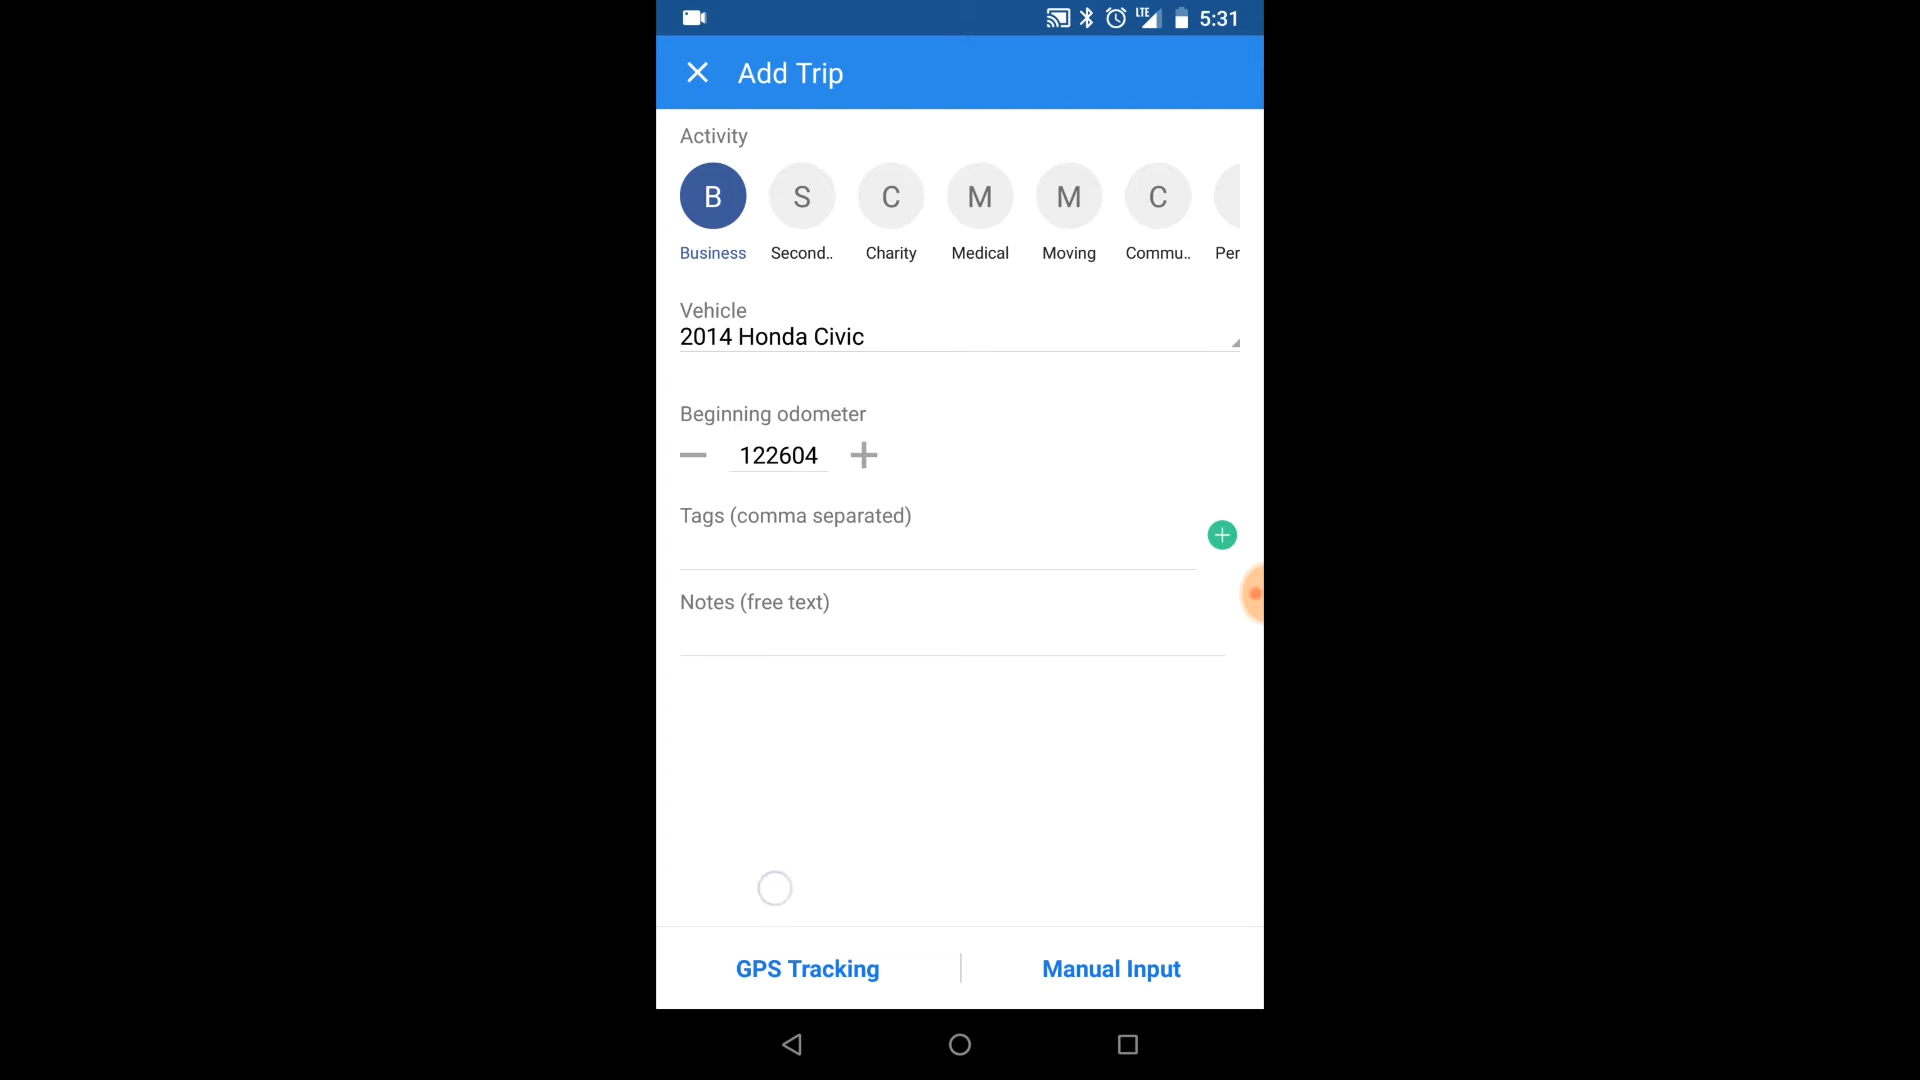 LTE 5:31
Add Trip
Activity
B S C M M C
Business Second.. Charity Medical Moving Commu.. Per
Vehicle
2014 Honda Civic
Beginning odometer
122604
Tags (comma separated)
Notes (free text)
GPS Tracking Manual Input